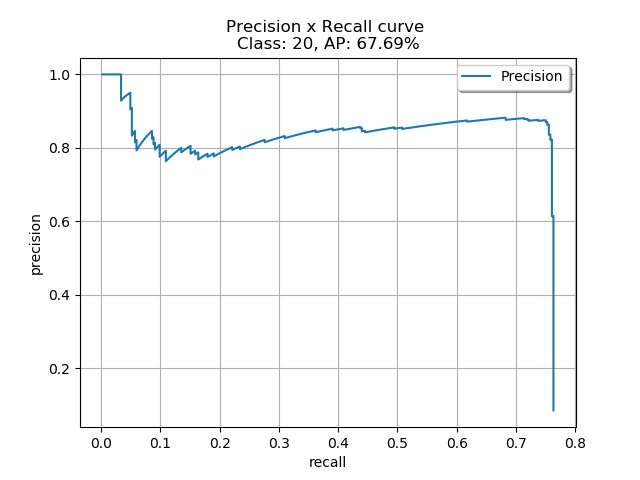 Precision x Recall curve
Class: 20, AP: 67.69%
Precision
1.0
0.8
0.6
0.4
0.2
precision
0.0 0.1 0.2 0.3 0.4 0.5 0.6 0.7 0.8
recall